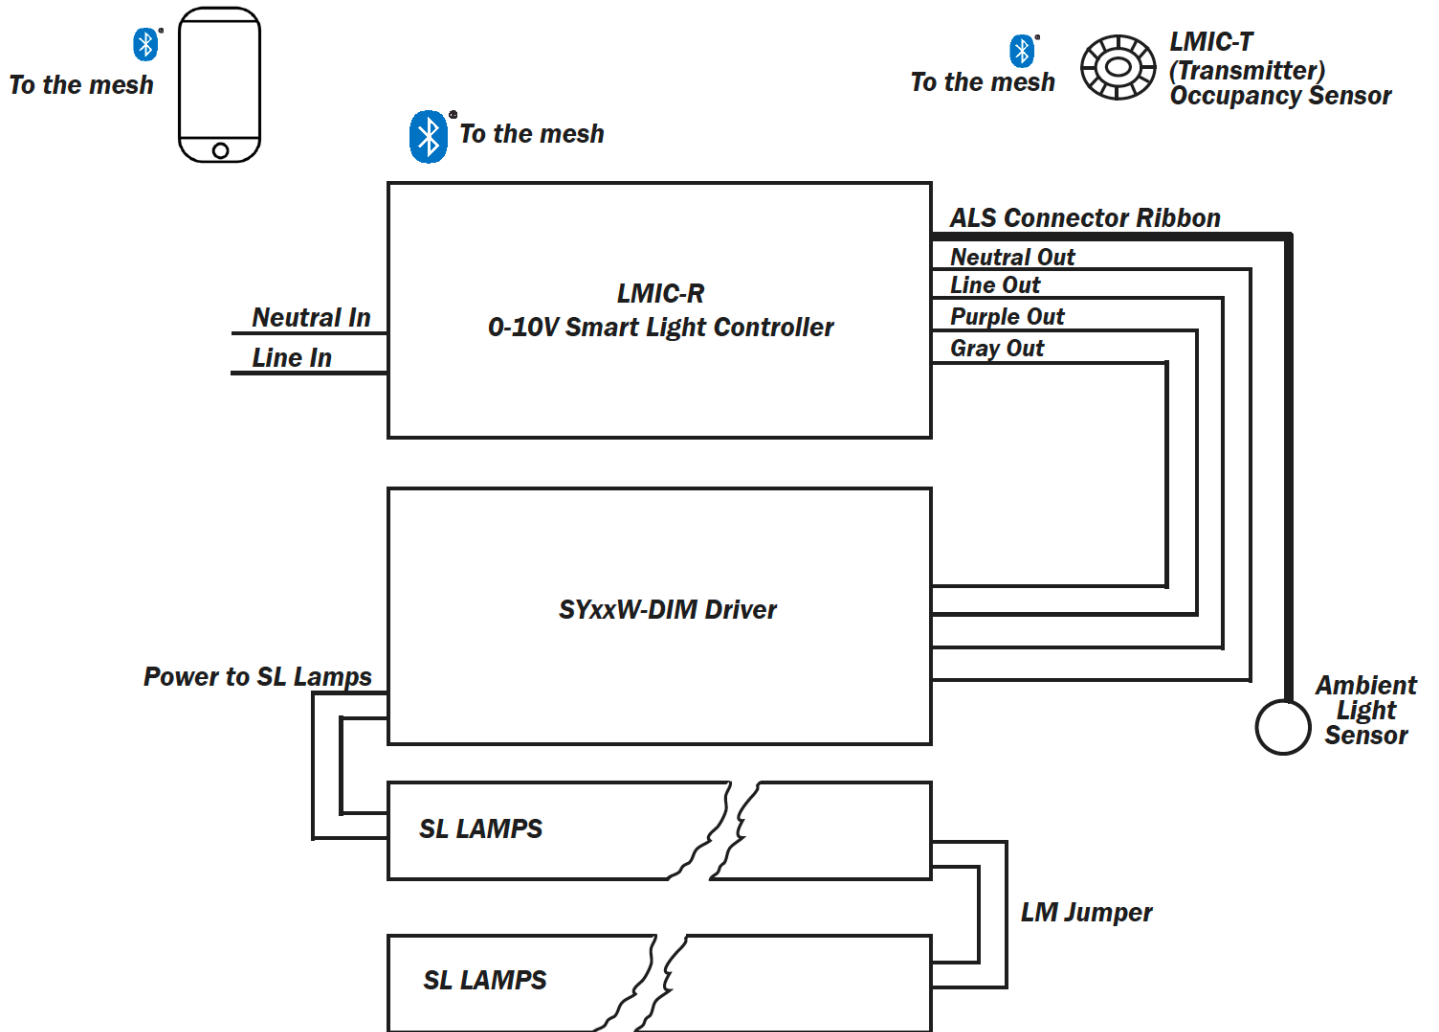 To the mesh
To the mesh
LMIC-T
(Transmitter)
Occupancy Sensor
To the mesh
ALS Connector Ribbon
Neutral Out
Line Out
Purple Out
Gray Out
LMIC-R
0-10V Smart Light Controller
Neutral In
Line In
SYxxW-DIM Driver
Power to SL Lamps
Ambient
Light
Sensor
SL LAMPS
LM Jumper
SL LAMPS